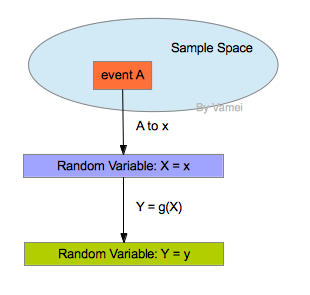 Sample Space
event A
By Vamei
A to x
Random Variable: X = x
Y = g(X)
Random Variable: Y = y